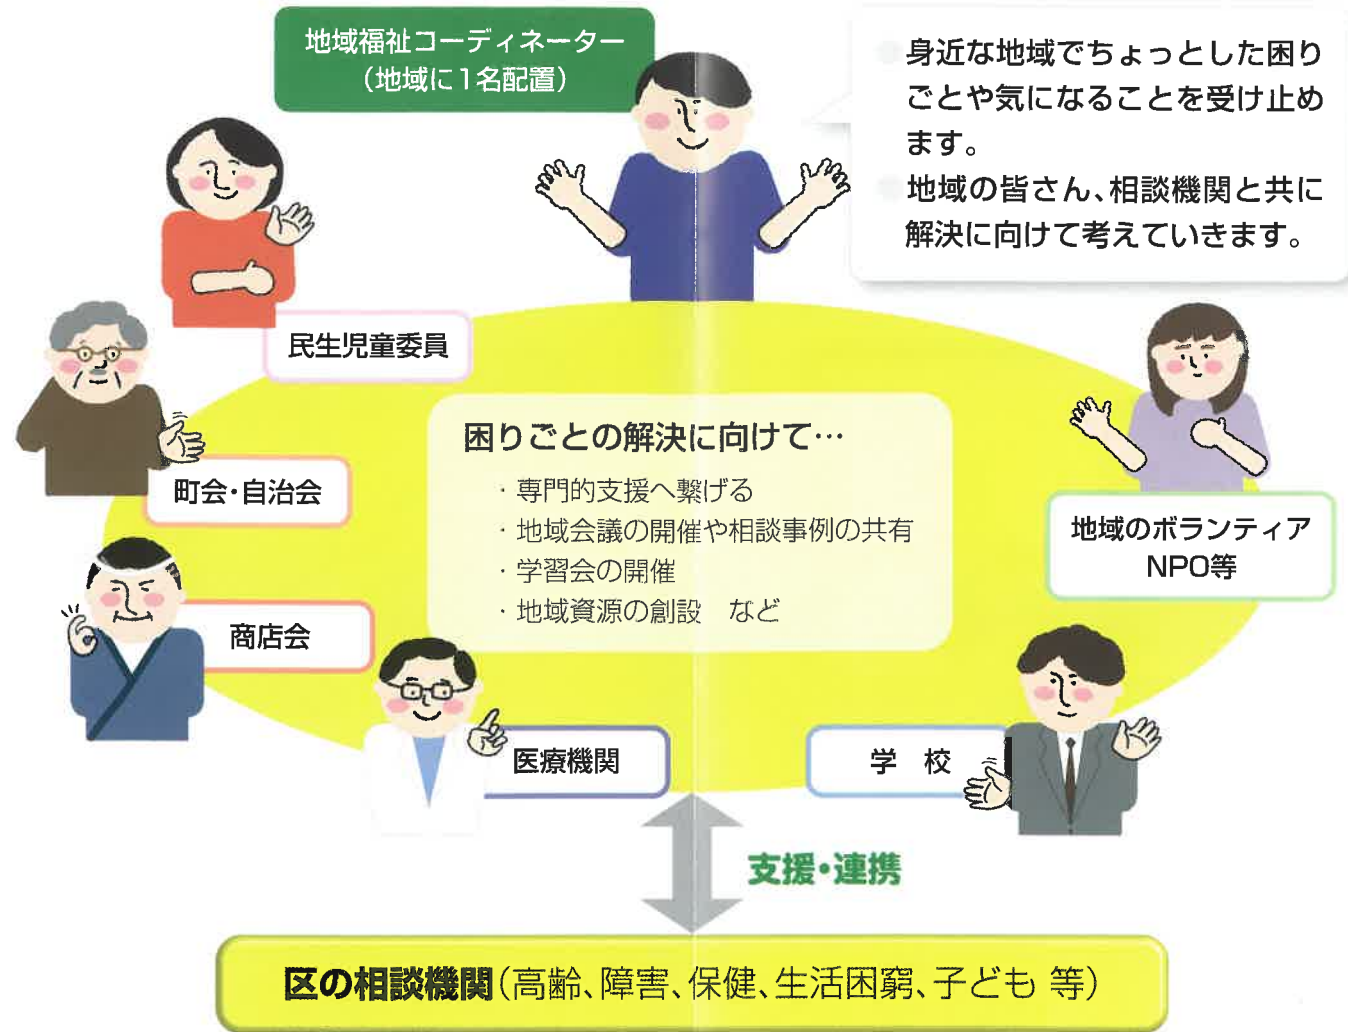 地域福祉コーディネーター
（地域に1名配置）
身近な地域でちょっとした困り
ごとや気になることを受け止め
ます。
地域の皆さん、相談機関と共に
解決に向けて考えていきます。
民生児童委員
町会・自治会
商店会
困りごとの解決に向けて…
・専門的支援へ繋げる
・地域会議の開催や相談事例の共有
・学習会の開催
・地域資源の創設　など
地域のボランティア
NPO等
医療機関
学　校
支援・連携
区の相談機関（高齢、障害、保健、生活困窮、子ども 等）